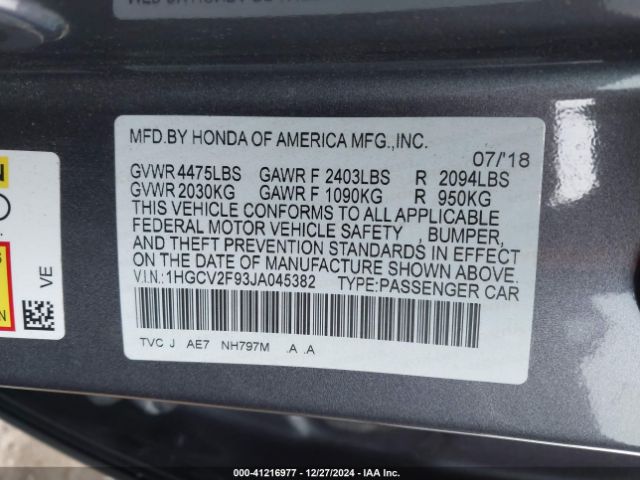 MFD.BY HONDA OF AMERICA MFG.,INC.
07/'18
GVWR 4475LBS GAWR F 2403LBS R 2094LBS
GVWR 2030KG GAWR F 1090KG R 950KG
THIS VEHICLE CONFORMS TO ALL APPLICABLE
FEDERAL MOTOR VEHICLE SAFETY , BUMPER,
AND THEFT PREVENTION STANDARDS IN EFFECT
ON THE DATE OF MANUFACTURE SHOWN ABOVE
V.I.N.:1HGCV2F93JA045382 TYPE:PASSENGER CAR
TVC J AE7 NH797M .A .A
VE
000-41216977 - 12/27/2024 - IAA Inc.